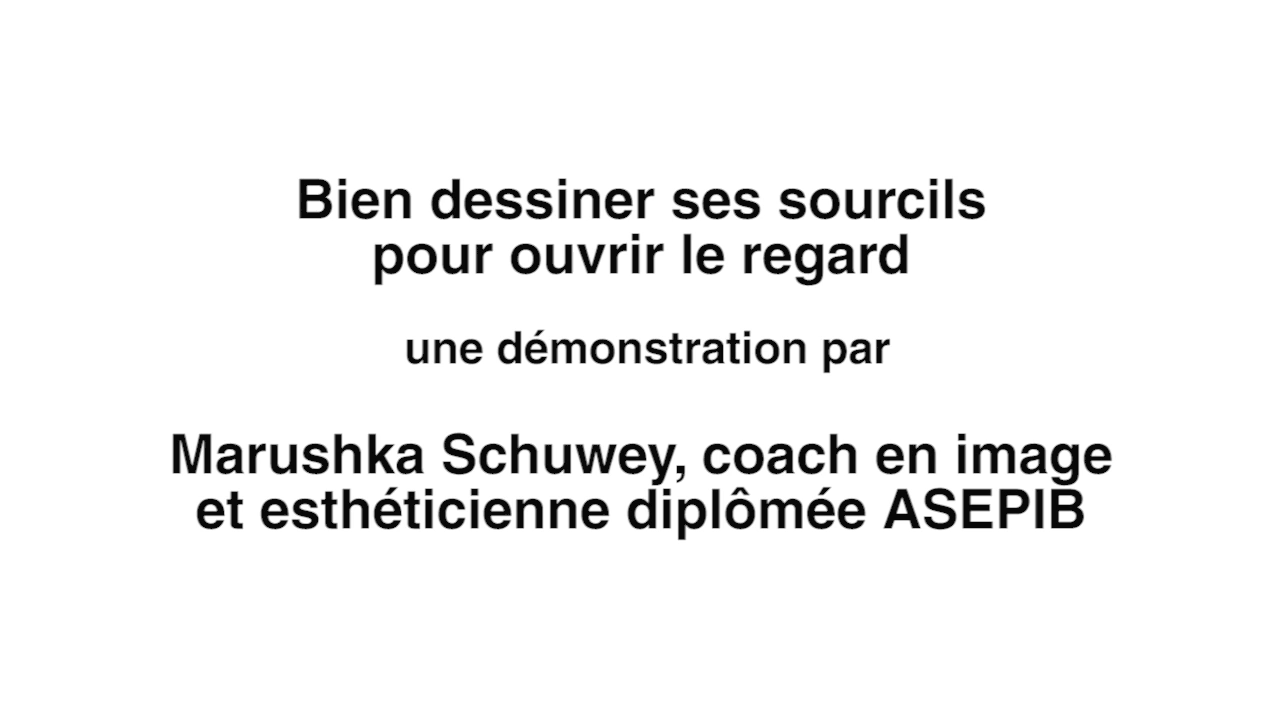 Bien dessiner ses sourcils
pour ouvrir le regard
une démonstration par
Marushka Schuwey, coach en image
et esthéticienne diplômée ASEPIB